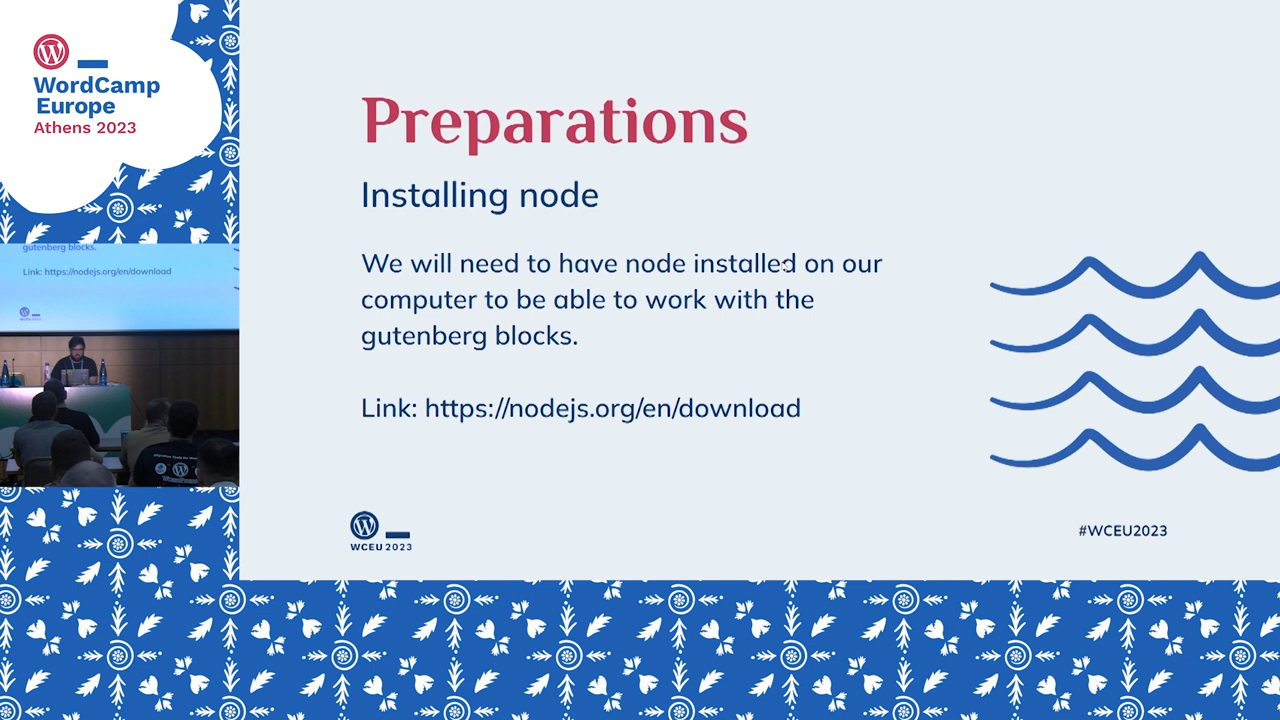 WordCamp
Europe
Athens 2023
gutenberg blocks.
Link: https://nodejs.org/en/download
Preparations
Installing node
We will need to have node installed on our
computer to be able to work with the
gutenberg blocks.
Link: https://nodejs.org/en/download
WCEU 2023
#WCEU2023